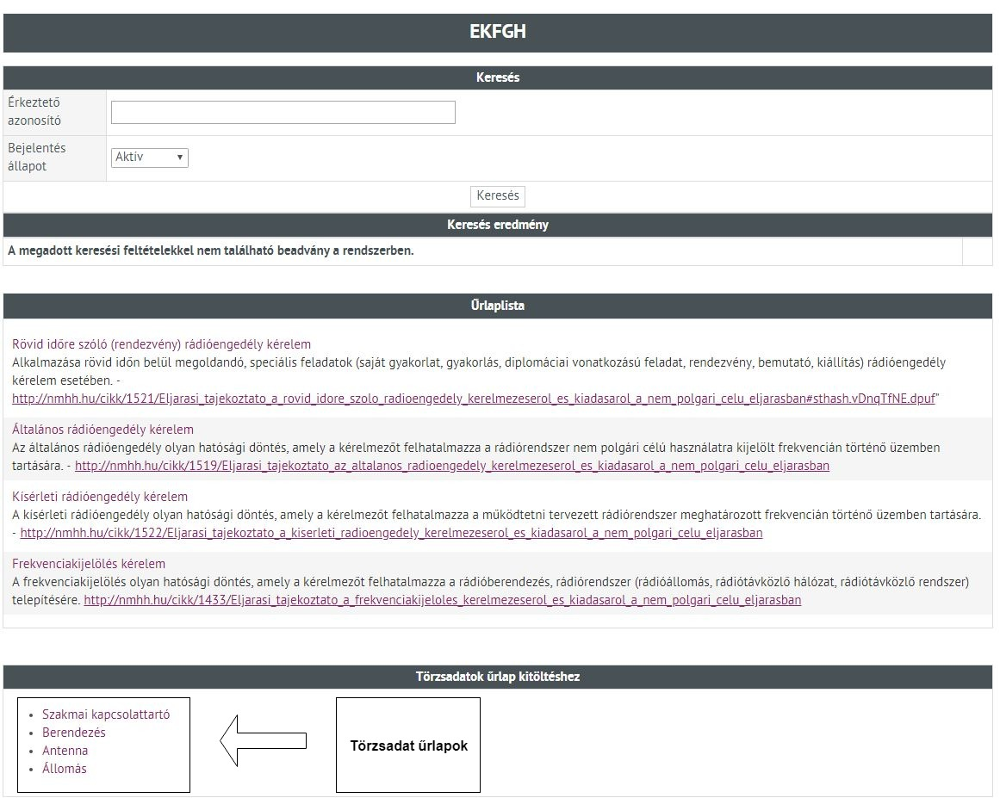 EKFGH
Keresés
Érkeztető
azonosító
Bejelentés
állapot
Aktív
Keresés
Keresés eredmény
A megadott keresési feltételekkel nem található beadvány a rendszerben.
Űrlaplista
Rövid időre szóló (rendezvény) rádióengedély kérelem
Alkalmazása rövid időn belül megoldandó, speciális feladatok (saját gyakorlat, gyakorlás, diplomáciai vonatkozású feladat, rendezvény, bemutató, kiállítás) rádióengedély
kérelem esetében. -
http://nmhh.hu/cikk/1521/Eljarasi_tajekoztato_a_rovid_idore_szolo_radioengedely_kerelmezeserol_es_kiadasarol_a_nem_polgari_celu_eljarasban#sthash.vDnqTfNE.dpuf"
Általános rádióengedély kérelem
Az általános rádióengedély olyan hatósági döntés, amely a kérelmezőt felhatalmazza a rádiórendszer nem polgári célú használatra kijelölt frekvencián történő üzemben
tartására. - http://nmhh.hu/cikk/1519/Eljarasi_tajekoztato_az_altalanos_radioengedely_kerelmezeserol_es_kiadasarol_a_nem_polgari_celu_eljarasban
Kísérleti rádióengedély kérelem
A kísérleti rádióengedély olyan hatósági döntés, amely a kérelmezőt felhatalmazza a működtetni tervezett rádiórendszer meghatározott frekvencián történő üzemben tartására.
- http://nmhh.hu/cikk/1522/Eljarasi_tajekoztato_a_kiserleti_radioengedely_kerelmezeserol_es_kiadasarol_a_nem_polgari_celu_eljarasban
Frekvenciakijelölés kérelem
A frekvenciakijelölés olyan hatósági döntés, amely a kérelmezőt felhatalmazza a rádióberendezés, rádiórendszer (rádióállomás, rádiótávközlő hálózat, rádiótávközlő rendszer)
telepítésére. http://nmhh.hu/cikk/1433/Eljarasi_tajekoztato_a_frekvenciakijeloles_kerelmezeserol_es_kiadasarol_a_nem_polgari_celu_eljarasban
Törzsadatok űrlap kitöltéshez
• Szakmai kapcsolattartó
• Berendezés
• Antenna
• Állomás
Törzsadat űrlapok